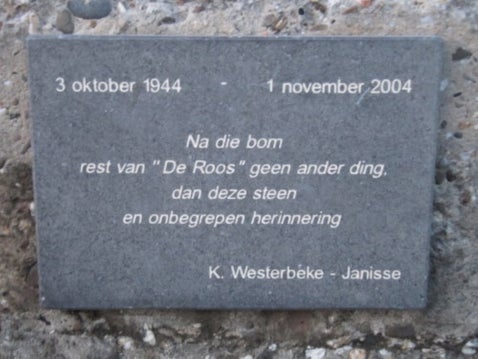 3 oktober 1944 - 1 november 2004
Na die bom
rest van "De Roos" geen ander ding,
dan deze steen
en onbegrepen herinnering
K. Westerbeke - Janisse